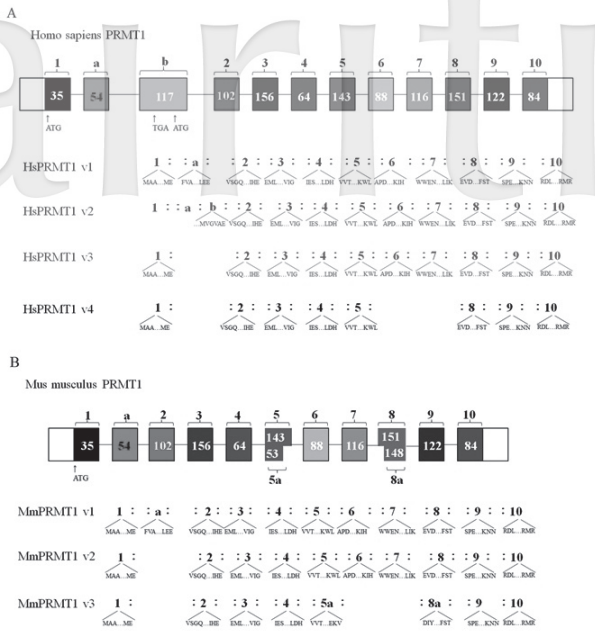 A
Homo sapiens PRMT1
1 a b 2 3 4 5 6 7 8 9 10
35 54 117 102 156 64 143 88 116 151 122 84
ATG TGA ATG
HsPRMT1 v1 1 : : a : : 2 : : 3 : : 4 : : 5 : : 6 : : 7 : : 8 : : 9 : : 10
MAA...ME FVA...LEE VSGQ...IHE EML...VIG IES...LDH VVT...KWL APD...KIH WWEN...LIK EVD...FST SPE...KNN RDL...RMR
HsPRMT1 v2 1 : : a : : b : : 2 : : 3 : : 4 : : 5 : : 6 : : 7 : : 8 : : 9 : : 10
...MVGVAE VSGQ...IHE EML...VIG IES...LDH VVT...KWL APD...KIH WWEN...LIK EVD...FST SPE...KNN RDL...RMR
HsPRMT1 v3 1 : : 2 : : 3 : : 4 : : 5 : : 6 : : 7 : : 8 : : 9 : : 10
MAA...ME VSGQ...IHE EML...VIG IES...LDH VVT...KWL APD...KIH WWEN...LIK EVD...FST SPE...KNN RDL...RMR
HsPRMT1 v4 1 : : 2 : : 3 : : 4 : : 5 : : 8 : : 9 : : 10
MAA...ME VSGQ...IHE EML...VIG IES...LDH VVT...KWL EVD...FST SPE...KNN RDL...RMR
B
Mus musculus PRMT1
1 a 2 3 4 5 6 7 8 9 10
35 54 102 156 64 143 53 88 116 151 148 122 84
5a 8a
ATG
MmPRMT1 v1 1 : : a : : 2 : : 3 : : 4 : : 5 : : 6 : : 7 : : 8 : : 9 : : 10
MAA...ME FVA...LEE VSGQ...IHE EML...VIG IES...LDH VVT...KWL APD...KIH WWEN...LIK EVD...FST SPE...KNN RDL...RMR
MmPRMT1 v2 1 : : 2 : : 3 : : 4 : : 5 : : 6 : : 7 : : 8 : : 9 : : 10
MAA...ME VSGQ...IHE EML...VIG IES...LDH VVT...KWL APD...KIH WWEN...LIK EVD...FST SPE...KNN RDL...RMR
MmPRMT1 v3 1 : : 2 : : 3 : : 4 : : 5a : : 8a : : 9 : : 10
MAA...ME VSGQ...IHE EML...VIG IES...LDH VVT...EKV DIY...FST SPE...KNN RDL...RMR